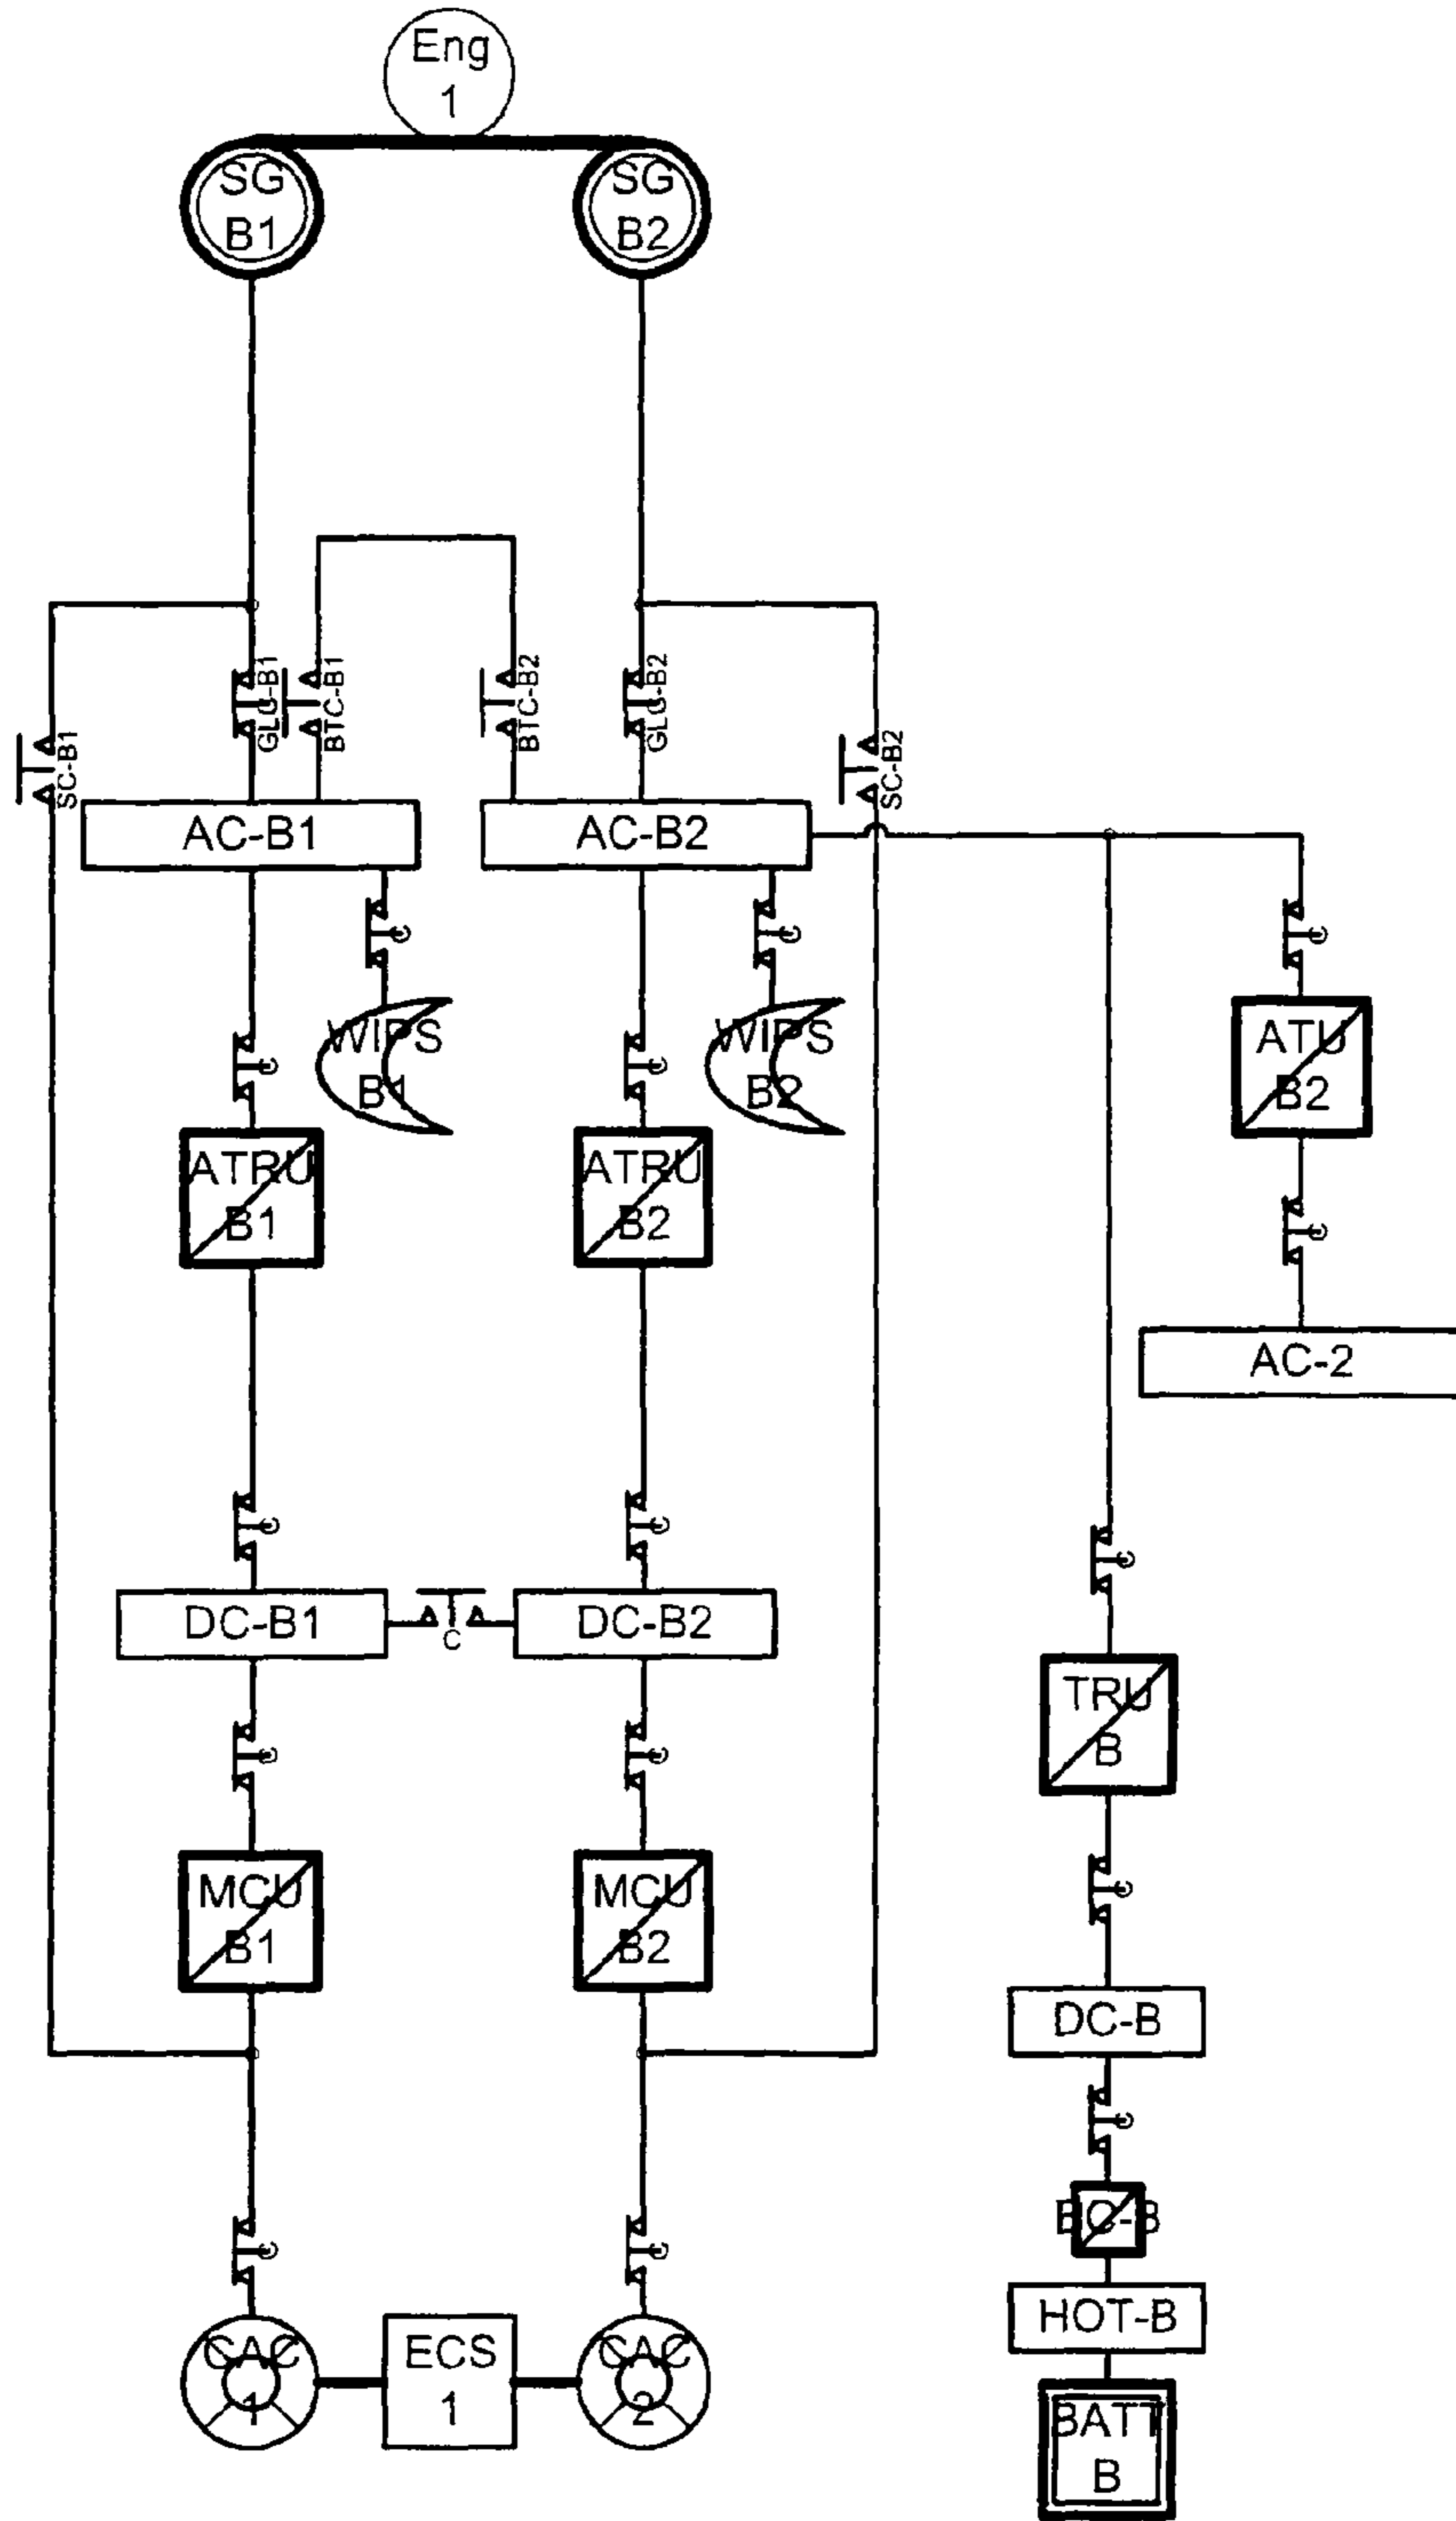 Eng
1
SG
B1
SG
B2
GLC-B1
BTC-B1
BTC-B2
GLC-B2
SC-B1
SC-B2
AC-B1
AC-B2
C
C
C
WIPS
B1
WIPS
B2
ATU
B2
C
C
ATRU
B1
ATRU
B2
C
AC-2
C
C
C
DC-B1
C
DC-B2
TRU
B
C
C
MCU
B1
MCU
B2
C
DC-B
C
BC-B
C
C
HOT-B
CAC
1
ECS
1
CAC
2
BATT
B